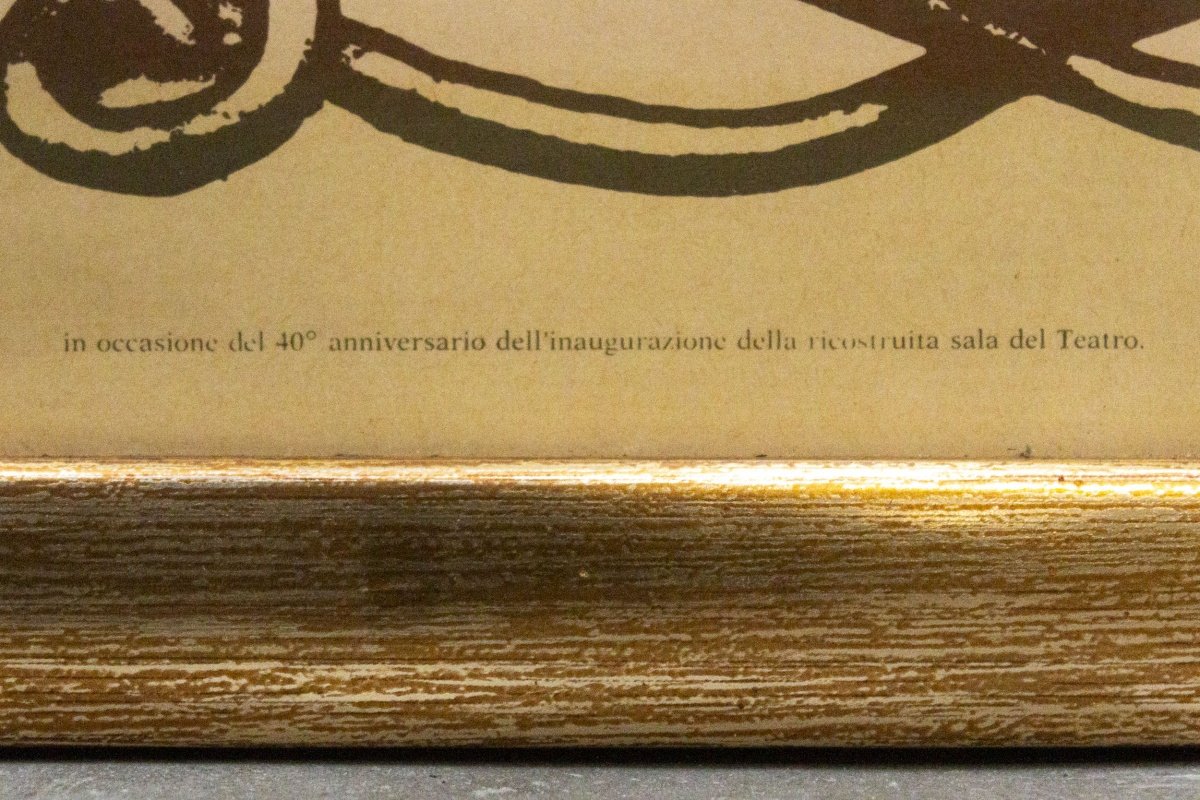 in occasione del 40° anniversario dell'inaugurazione della ricostruita sala del Teatro.